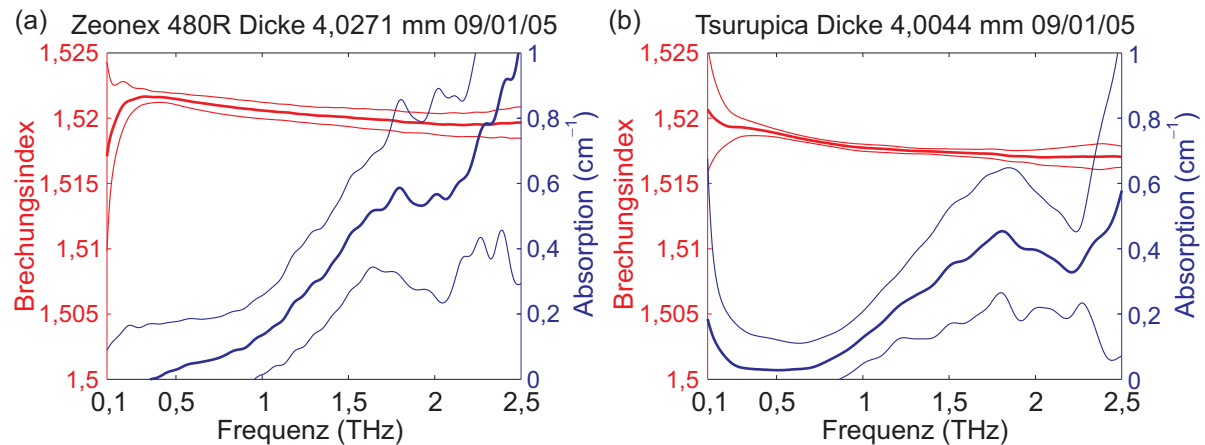 (a) Zeonex 480R Dicke 4,0271 mm 09/01/05
1,525
1,52
1,515
1,51
1,505
1,5
Brechungsindex
1
0,8
0,6
0,4
0,2
0
Absorption (cm⁻¹)
0,1 0,5 1 1,5 2 2,5
Frequenz (THz)
(b) Tsurupica Dicke 4,0044 mm 09/01/05
1,525
1,52
1,515
1,51
1,505
1,5
Brechungsindex
1
0,8
0,6
0,4
0,2
0
Absorption (cm⁻¹)
0,1 0,5 1 1,5 2 2,5
Frequenz (THz)